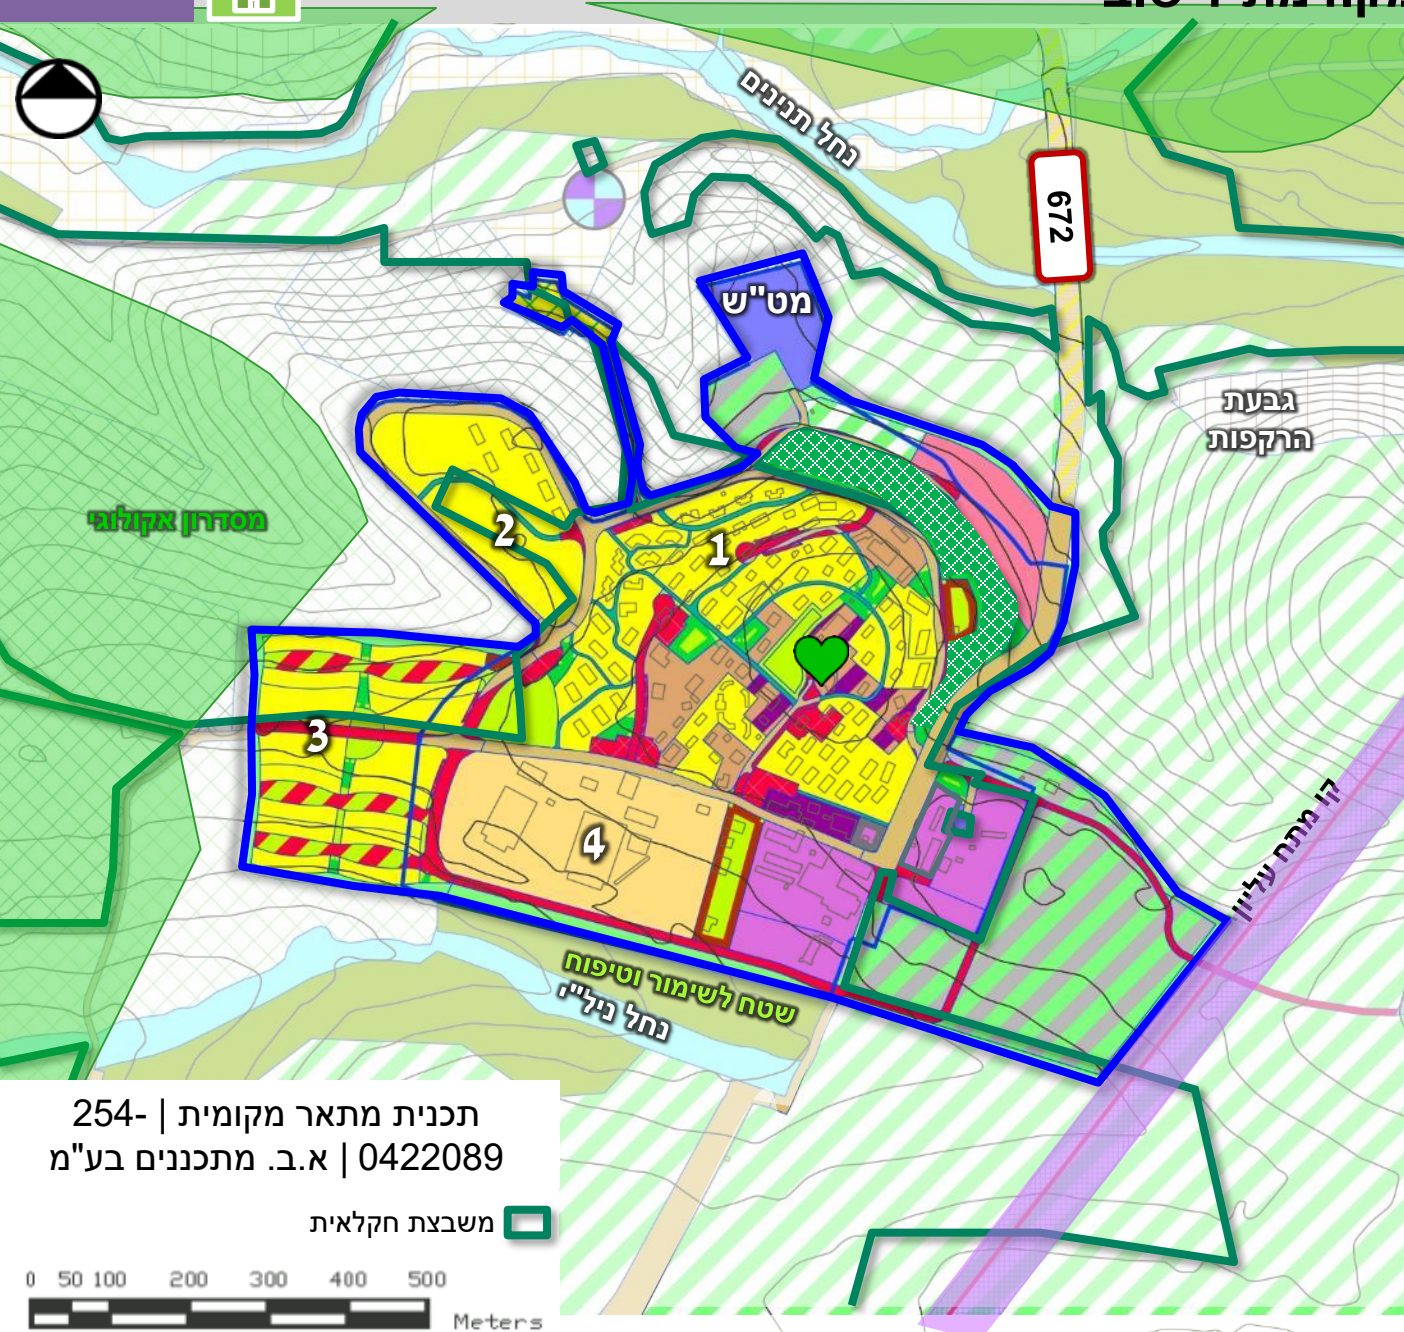 נחל תנינים
672
מט"ש
גבעת
הרקפות
מסדרון אקולוגי
2
1
3
4
קו מתח עליון
שטח לשימור וטיפוח
נחל ניל"י
תכנית מתאר מקומית | 254-
0422089 | א.ב. מתכננים בע"מ
משבצת חקלאית
0 50 100 200 300 400 500
Meters